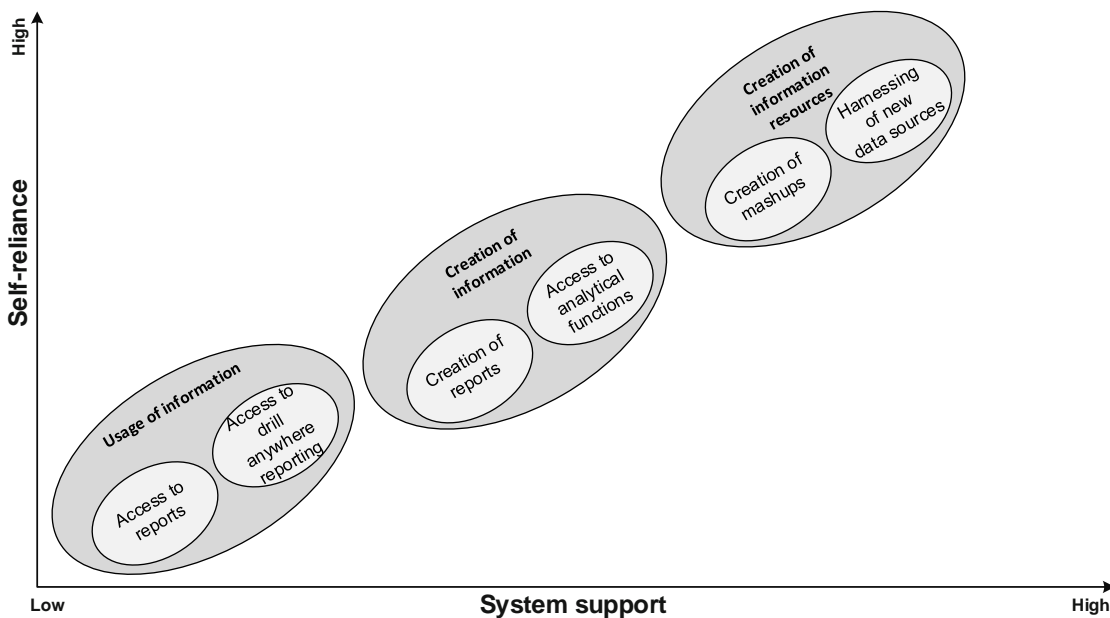 High
Self-reliance
Creation of
information
resources
Harnessing
of new
data sources
Creation of
mashups
Creation of
information
Access to
analytical
functions
Creation of
reports
Usage of information
Access to
drill
anywhere
reporting
Access to
reports
Low
System support
High